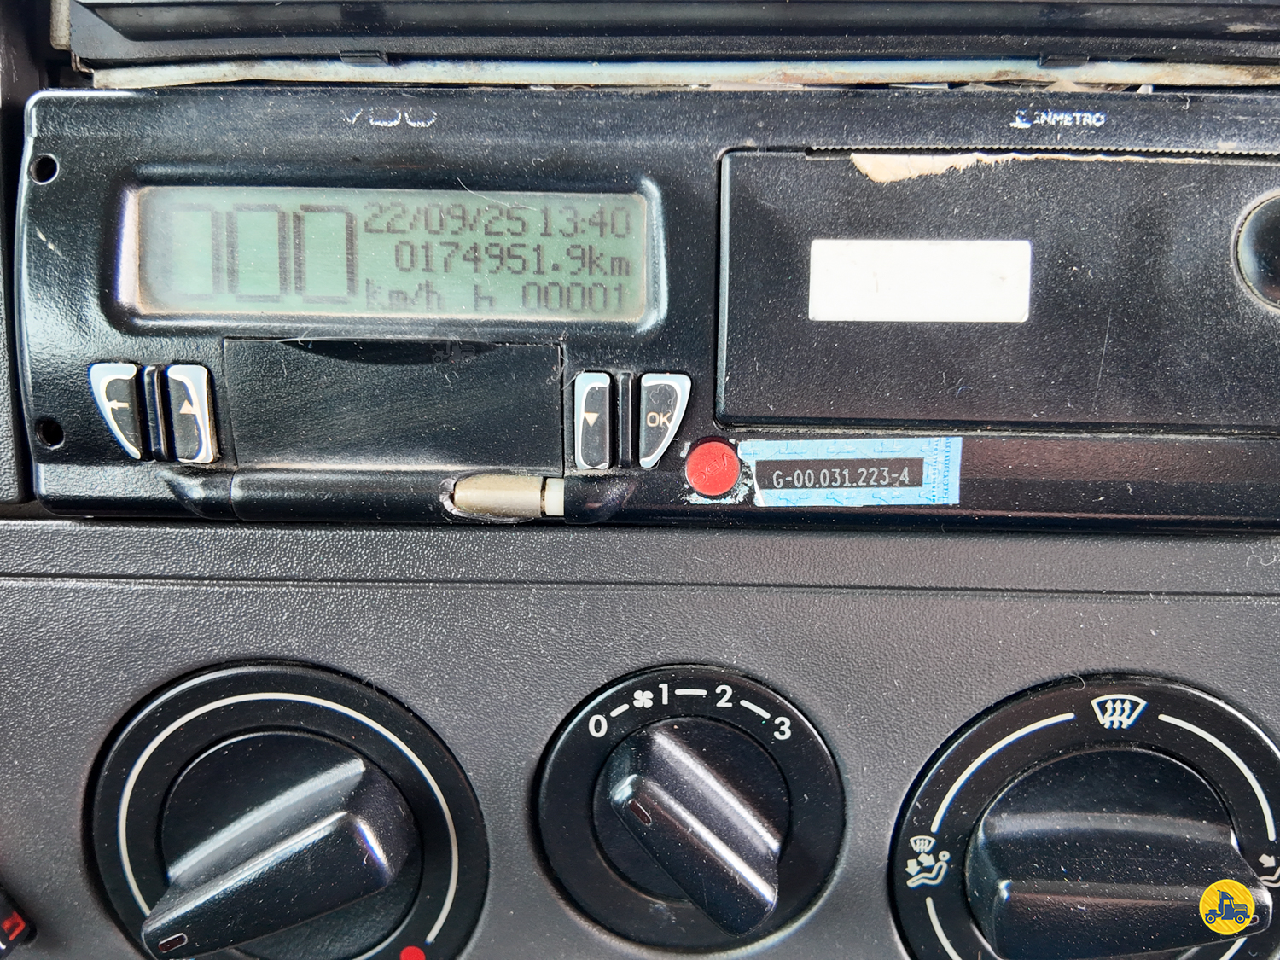 VDO
INMETRO
000
22/09/25 13:40
0174951.9km
km/h h 00001
OK
G-00.031.223-4
0 1 2 3